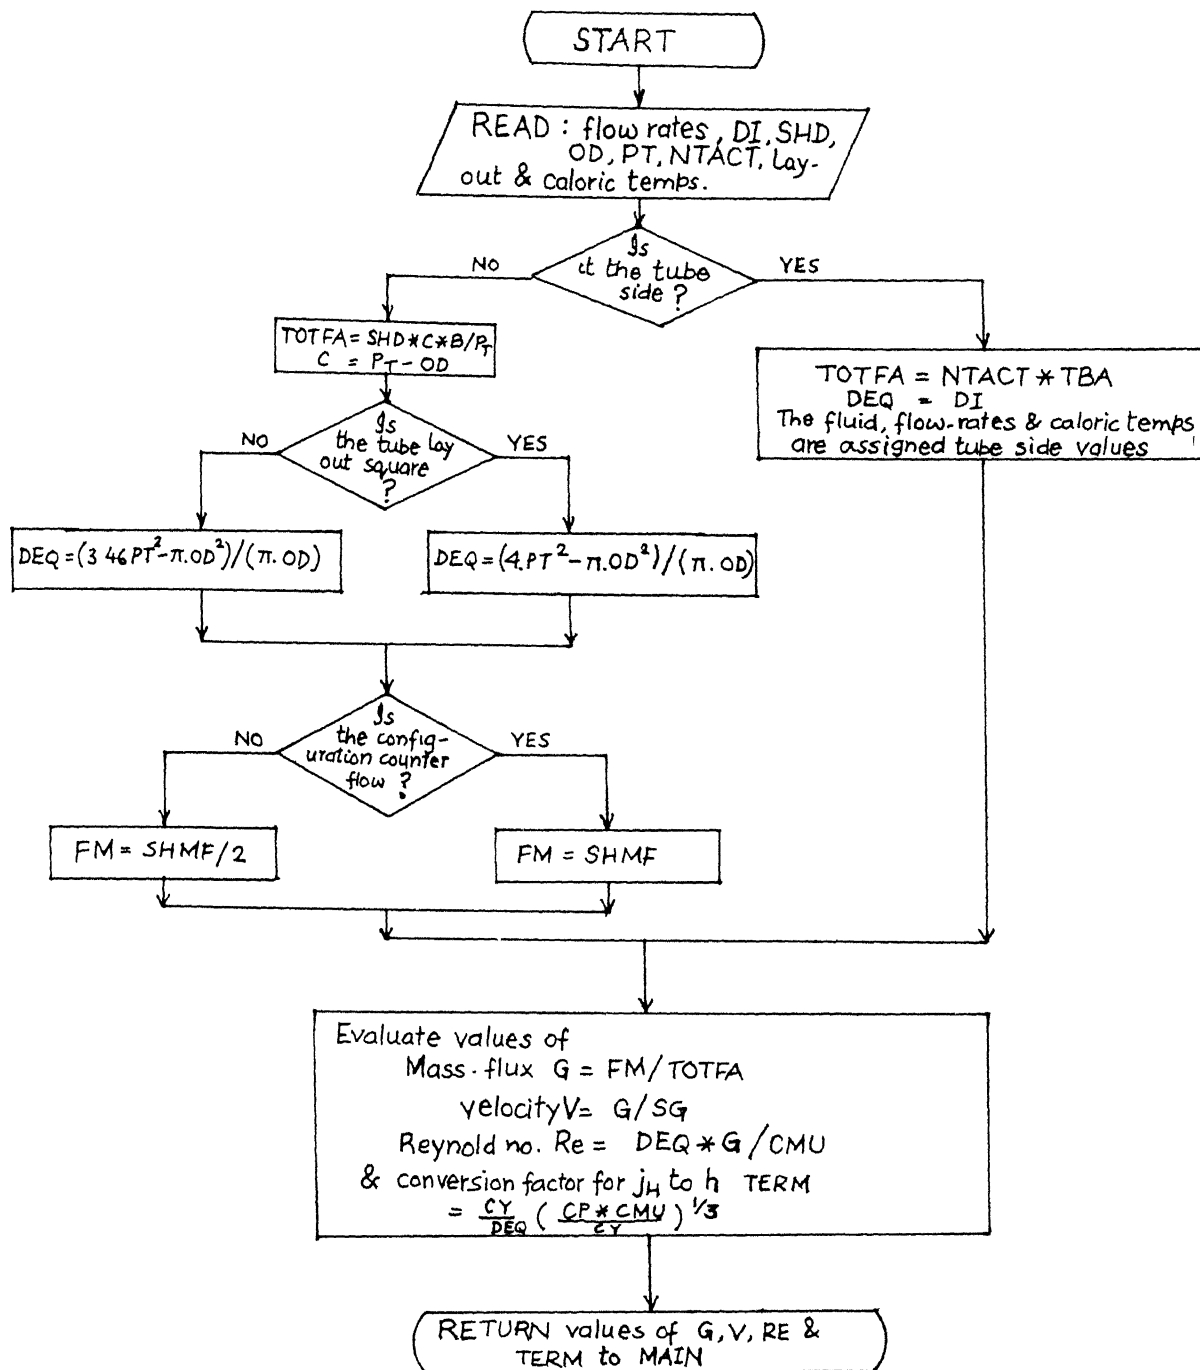 START
READ : flow rates, DI, SHD,
OD, PT, NTACT, Lay-
out & caloric temps.
Is
it the tube
side ?
NO
YES
TOTFA = SHD*C*B/PT
C = PT - OD
TOTFA = NTACT * TBA
DEQ = DI
The fluid, flow-rates & caloric temps
are assigned tube side values
Is
the tube lay
out square
?
NO
YES
DEQ = (3 46 PT² - π.OD²)/(π.OD)
DEQ = (4.PT² - π.OD²)/(π.OD)
Is
the config-
uration counter
flow ?
NO
YES
FM = SHMF/2
FM = SHMF
Evaluate values of
Mass-flux G = FM/TOTFA
velocity V = G/SG
Reynold no. Re = DEQ * G/CMU
& conversion factor for jH to h TERM
= CY/DEQ (CP * CMU/CY)^1/3
RETURN values of G, V, RE &
TERM to MAIN